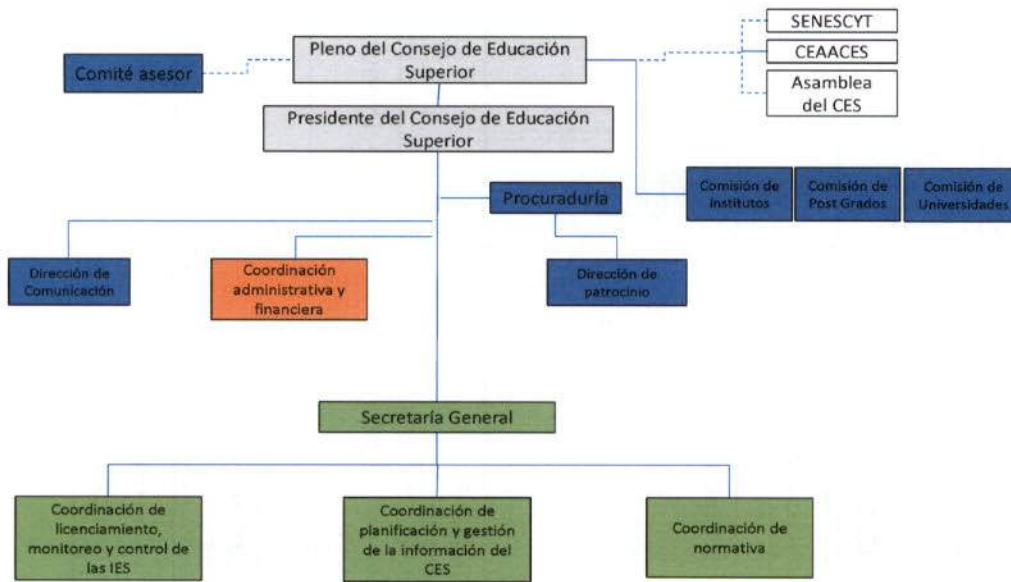 SENESCYT
Pleno del Consejo de Educación
Superior
CEAACES
Comité asesor
Asamblea
del CES
Presidente del Consejo de Educación
Superior
Comisión de
Institutos
Comisión de
Post Grados
Comisión de
Universidades
Procuraduría
Dirección de
Comunicación
Coordinación
administrativa y
financiera
Dirección de
patrocinio
Secretaría General
Coordinación de
licenciamiento,
monitoreo y control de
las IES
Coordinación de
planificación y gestión
de la información del
CES
Coordinación de
normativa